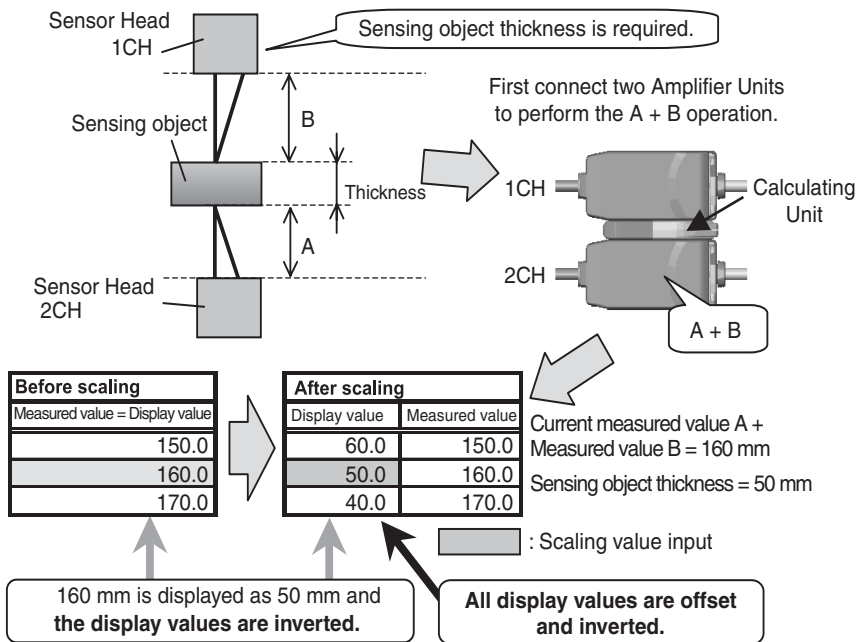 Sensor Head
1CH
Sensing object thickness is required.
B
Sensing object
Thickness
A
Sensor Head
2CH
First connect two Amplifier Units
to perform the A + B operation.
1CH
Calculating
Unit
2CH
A + B
Before scaling
Measured value = Display value
150.0
160.0
170.0
After scaling
Display value Measured value
60.0 150.0
50.0 160.0
40.0 170.0
Current measured value A +
Measured value B = 160 mm
Sensing object thickness = 50 mm
: Scaling value input
160 mm is displayed as 50 mm and
the display values are inverted.
All display values are offset
and inverted.